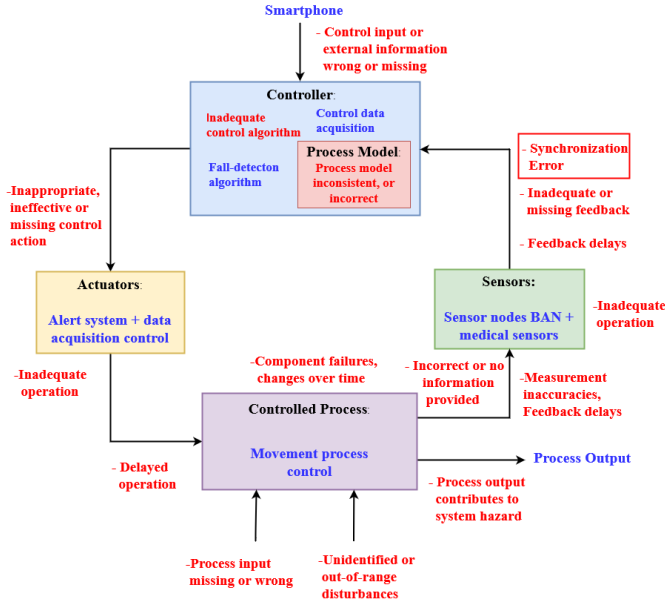 Smartphone
- Control input or
external information
wrong or missing
Controller:
Inadequate
control algorithm
Control data
acquisition
Fall-detecton
algorithm
Process Model:
Process model
inconsistent, or
incorrect
- Synchronization
Error
- Inadequate or
missing feedback
- Feedback delays
-Inappropriate,
ineffective or
missing control
action
Actuators:
Alert system + data
acquisition control
Sensors:
Sensor nodes BAN +
medical sensors
-Inadequate
operation
-Inadequate
operation
-Component failures,
changes over time
- Incorrect or no
information
provided
-Measurement
inaccuracies,
Feedback delays
Controlled Process:
Movement process
control
- Delayed
operation
Process Output
- Process output
contributes to
system hazard
-Process input
missing or wrong
-Unidentified or
out-of-range
disturbances